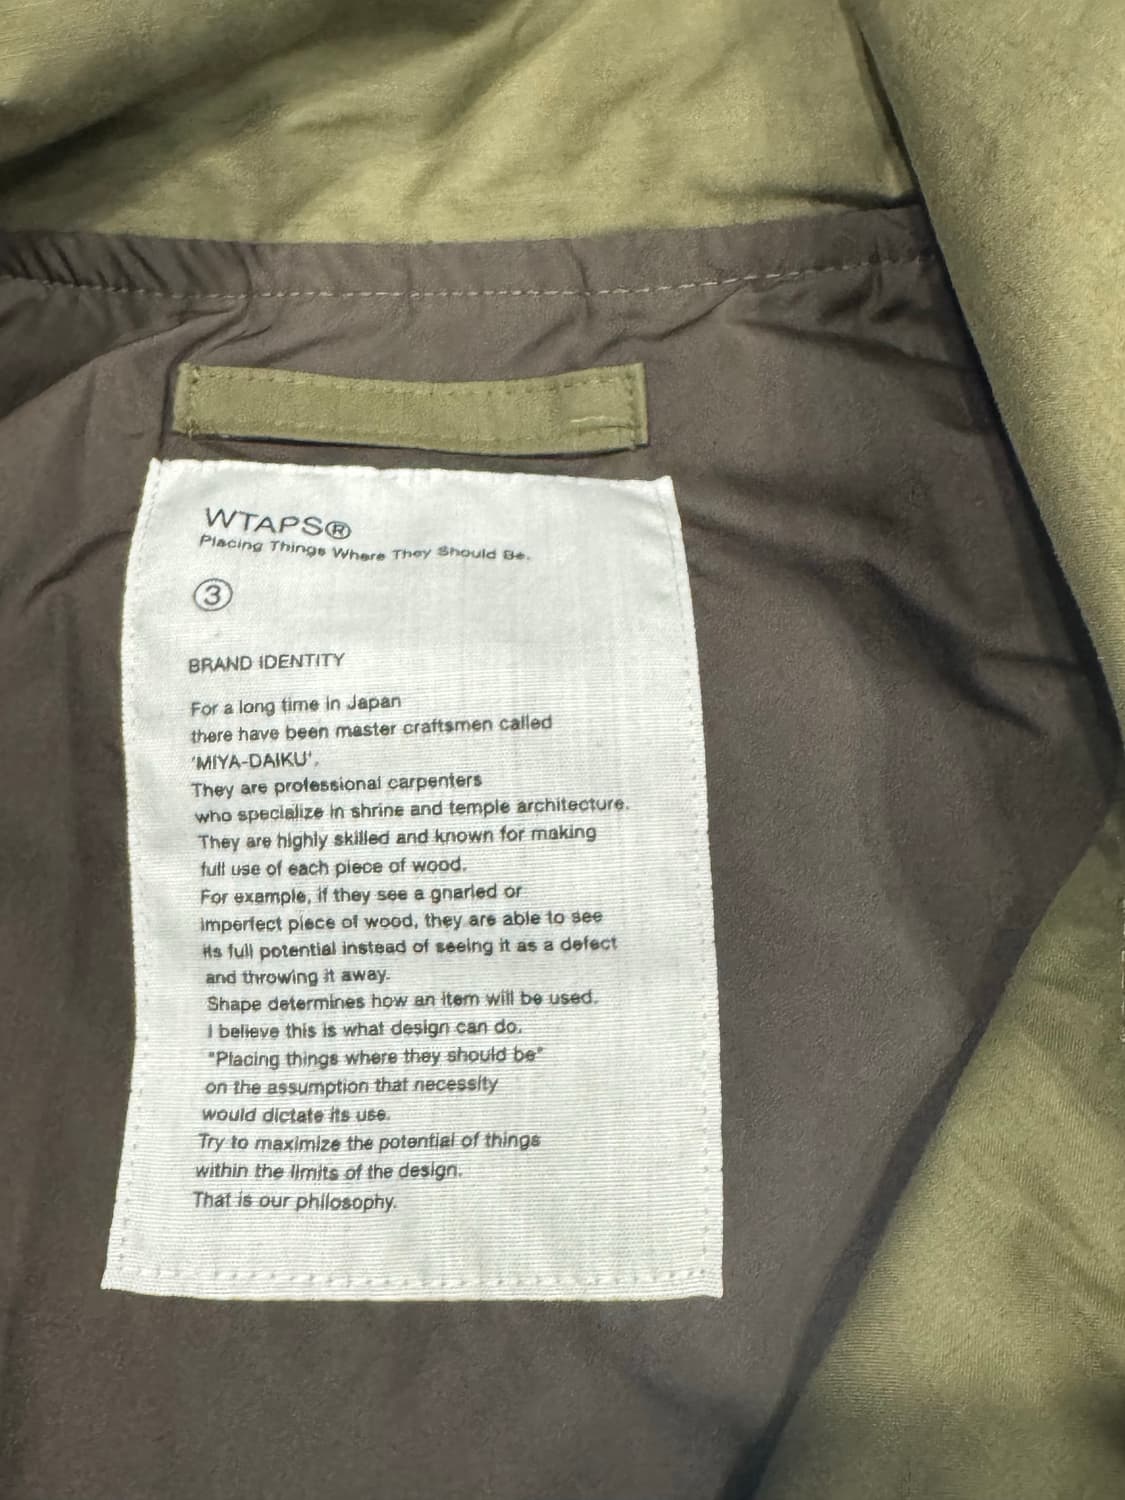 WTAPS®
Placing Things Where They Should Be.
③
BRAND IDENTITY
For a long time in Japan
there have been master craftsmen called
'MIYA-DAIKU'.
They are professional carpenters
who specialize in shrine and temple architecture.
They are highly skilled and known for making
full use of each piece of wood.
For example, if they see a gnarled or
imperfect piece of wood, they are able to see
its full potential instead of seeing it as a defect
and throwing it away.
Shape determines how an item will be used.
I believe this is what design can do.
"Placing things where they should be"
on the assumption that necessity
would dictate its use.
Try to maximize the potential of things
within the limits of the design.
That is our philosophy.